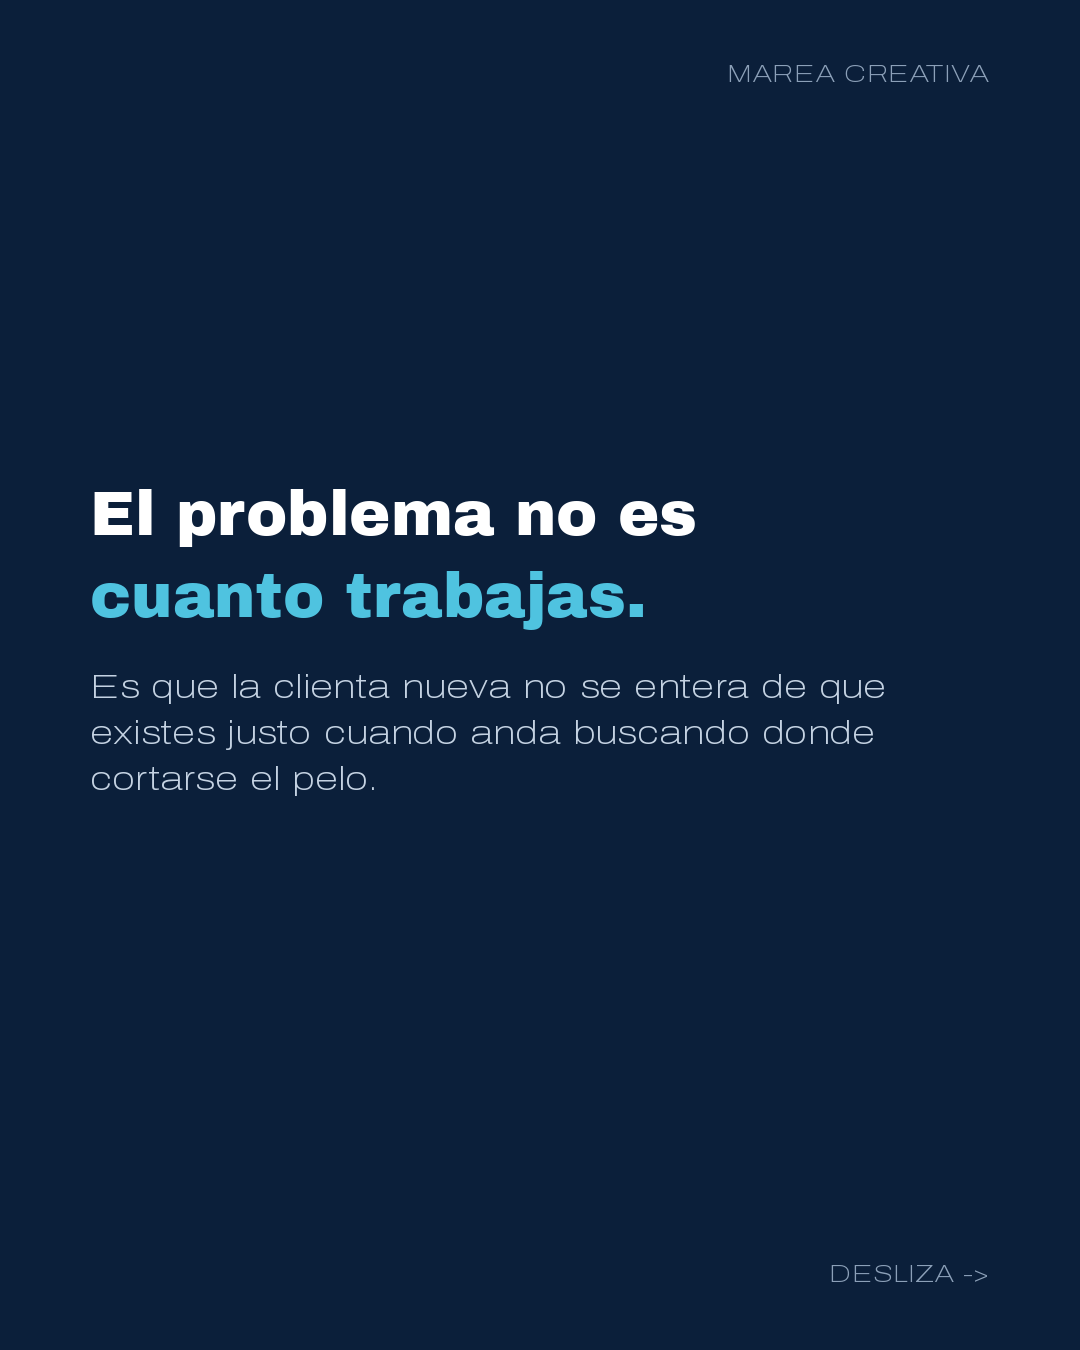 MAREA CREATIVA
El problema no es
cuanto trabajas.
Es que la clienta nueva no se entera de que
existes justo cuando anda buscando donde
cortarse el pelo.
DESLIZA ->